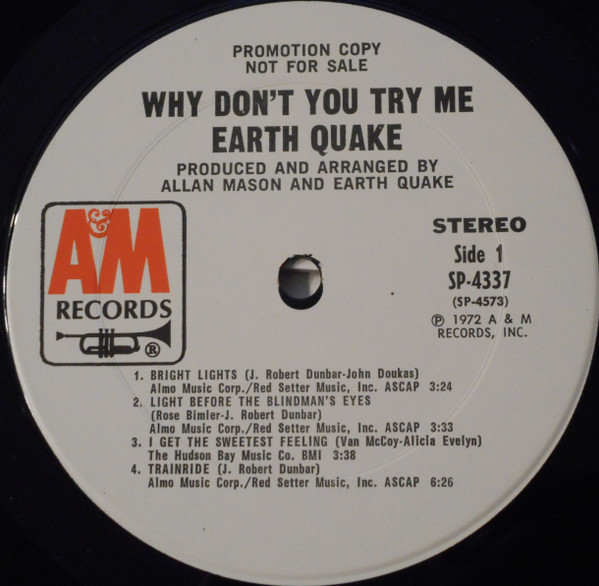 PROMOTION COPY
NOT FOR SALE
WHY DON'T YOU TRY ME
EARTH QUAKE
PRODUCED AND ARRANGED BY
ALLAN MASON AND EARTH QUAKE
A&M
RECORDS
®
STEREO
Side 1
SP-4337
(SP-4573)
℗ 1972 A & M
RECORDS, INC.
1. BRIGHT LIGHTS (J. Robert Dunbar-John Doukas)
Almo Music Corp./Red Setter Music, Inc. ASCAP 3:24
2. LIGHT BEFORE THE BLINDMAN'S EYES
(Rose Bimler-J. Robert Dunbar)
Almo Music Corp./Red Setter Music, Inc. ASCAP 3:33
3. I GET THE SWEETEST FEELING (Van McCoy-Alicia Evelyn)
The Hudson Bay Music Co. BMI 3:38
4. TRAINRIDE (J. Robert Dunbar)
Almo Music Corp./Red Setter Music, Inc. ASCAP 6:26